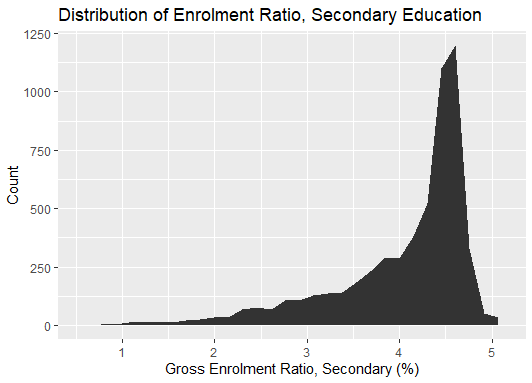 Distribution of Enrolment Ratio, Secondary Education
1250
1000
750
500
250
0
Count
1 2 3 4 5
Gross Enrolment Ratio, Secondary (%)